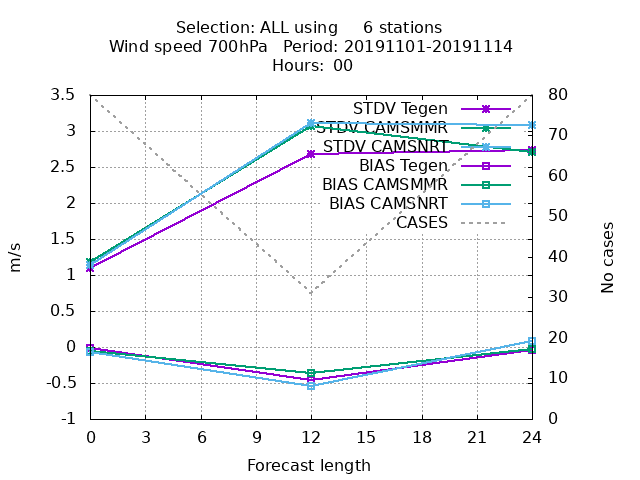 Selection: ALL using     6 stations
Wind speed 700hPa   Period: 20191101-20191114
Hours:  00
3.5
3
2.5
2
1.5
1
0.5
0
-0.5
-1
m/s
STDV Tegen
STDV CAMSMMR
STDV CAMSNRT
BIAS Tegen
BIAS CAMSMMR
BIAS CAMSNRT
CASES
80
70
60
50
40
30
20
10
0
No cases
0 3 6 9 12 15 18 21 24
Forecast length